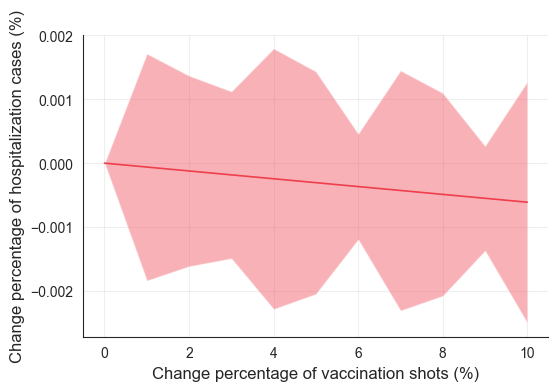 Change percentage of hospitalization cases (%)
0.002
0.001
0.000
−0.001
−0.002
0 2 4 6 8 10
Change percentage of vaccination shots (%)